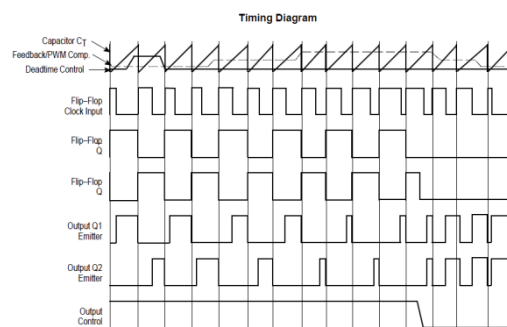 Timing Diagram
Capacitor CT
Feedback/PWM Comp.
Deadtime Control
Flip–Flop
Clock Input
Flip–Flop
Q
Flip–Flop
Q
Output Q1
Emitter
Output Q2
Emitter
Output
Control